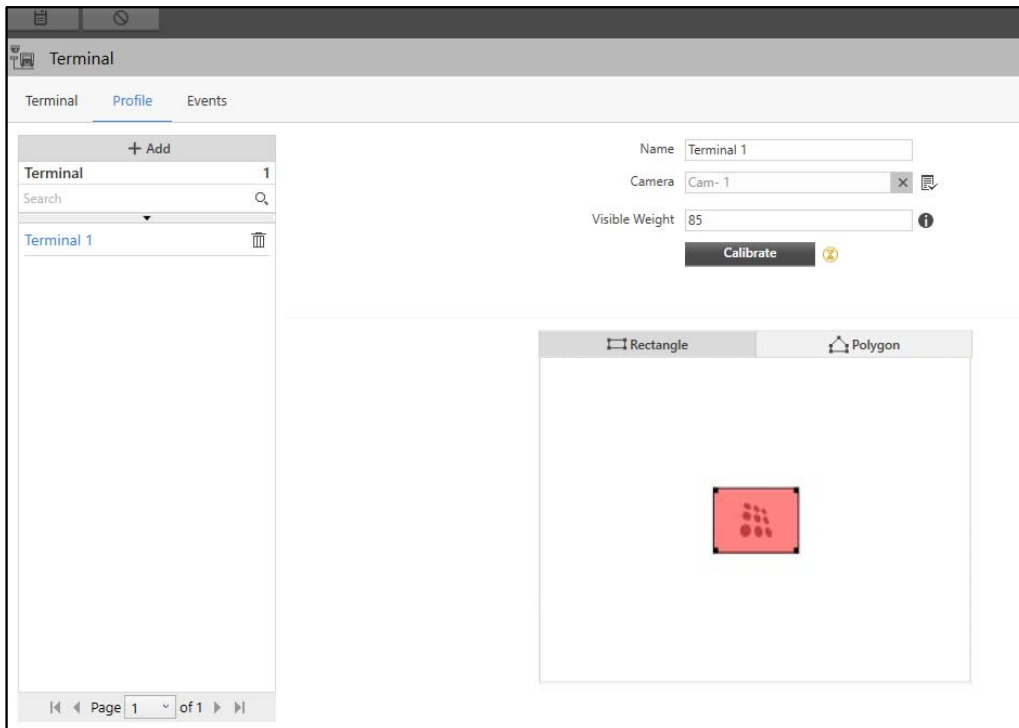 Terminal
Terminal Profile Events
+ Add
Terminal 1
Search
Terminal 1
Page 1 of 1
Name Terminal 1
Camera Cam- 1
Visible Weight 85
Calibrate
Rectangle Polygon